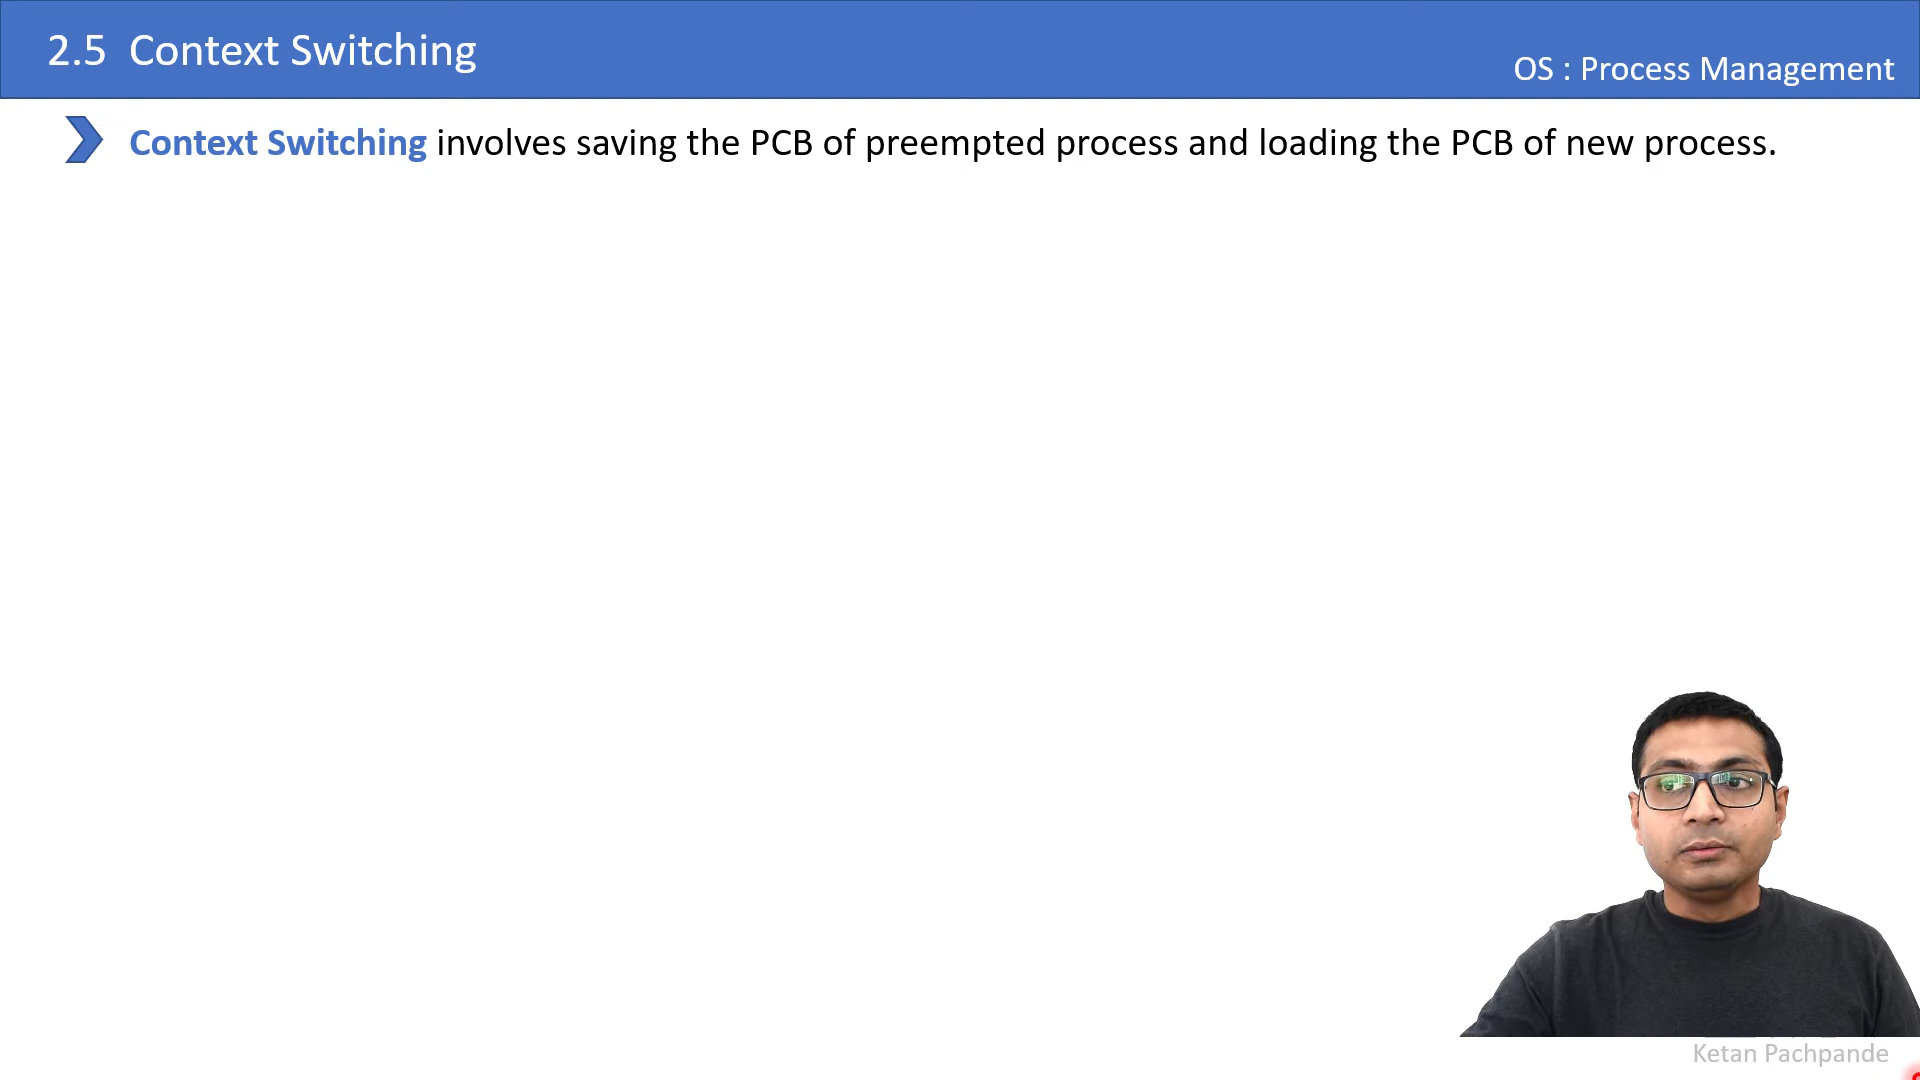 2.5 Context Switching
OS : Process Management
Context Switching involves saving the PCB of preempted process and loading the PCB of new process.
Ketan Pachpande